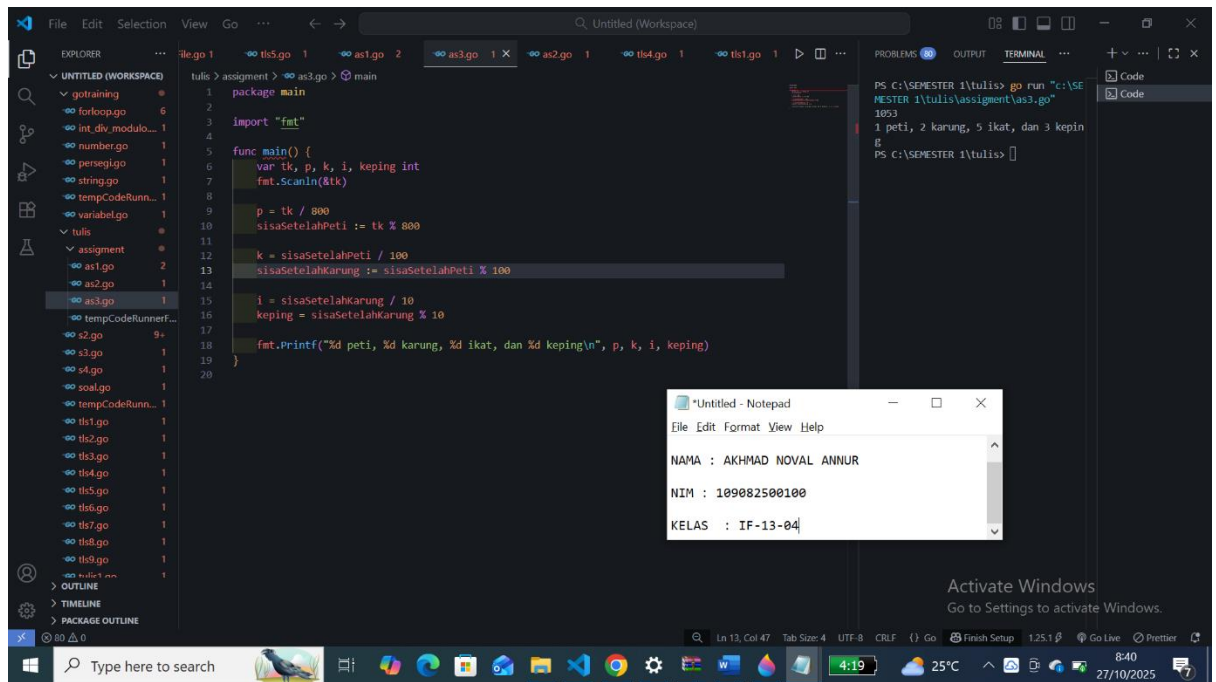 File Edit Selection View Go ··· Untitled (Workspace)
EXPLORER ···
UNTITLED (WORKSPACE)
gotraining
forloop.go 6
int_div_modulo.... 1
number.go 1
persegi.go 1
string.go 1
tempCodeRunn... 1
variabel.go 1
tulis
assigment
as1.go 2
as2.go 1
as3.go 1
tempCodeRunnerF...
s2.go 9+
s3.go 1
s4.go 1
soal.go 1
tempCodeRunn... 1
tls1.go 1
tls2.go 1
tls3.go 1
tls4.go 1
tls5.go 1
tls6.go 1
tls7.go 1
tls8.go 1
tls9.go 1
tulis1.go 1
OUTLINE
TIMELINE
PACKAGE OUTLINE
File.go 1 tls5.go 1 as1.go 2 as3.go 1 as2.go 1 tls4.go 1 tls1.go 1 ···
tulis > assigment > as3.go > main
1 package main
2
3 import "fmt"
4
5 func main() {
6 var tk, p, k, i, keping int
7 fmt.Scanln(&tk)
8
9 p = tk / 800
10 sisaSetelahPeti := tk % 800
11
12 k = sisaSetelahPeti / 100
13 sisaSetelahKarung := sisaSetelahPeti % 100
14
15 i = sisaSetelahKarung / 10
16 keping = sisaSetelahKarung % 10
17
18 fmt.Printf("%d peti, %d karung, %d ikat, dan %d keping\n", p, k, i, keping)
19 }
20
PROBLEMS 80 OUTPUT TERMINAL ···
PS C:\SEMESTER 1\tulis> go run "c:\SE
MESTER 1\tulis\assigment\as3.go"
1053
1 peti, 2 karung, 5 ikat, dan 3 kepin
g
PS C:\SEMESTER 1\tulis>
Code
Code
*Untitled - Notepad
File Edit Format View Help
NAMA : AKHMAD NOVAL ANNUR
NIM : 109082500100
KELAS : IF-13-04
Activate Windows
Go to Settings to activate Windows.
80 0 Ln 13, Col 47 Tab Size: 4 UTF-8 CRLF {} Go Finish Setup 1.25.1 Go Live Prettier
Type here to search 4:19 25°C 8:40
27/10/2025